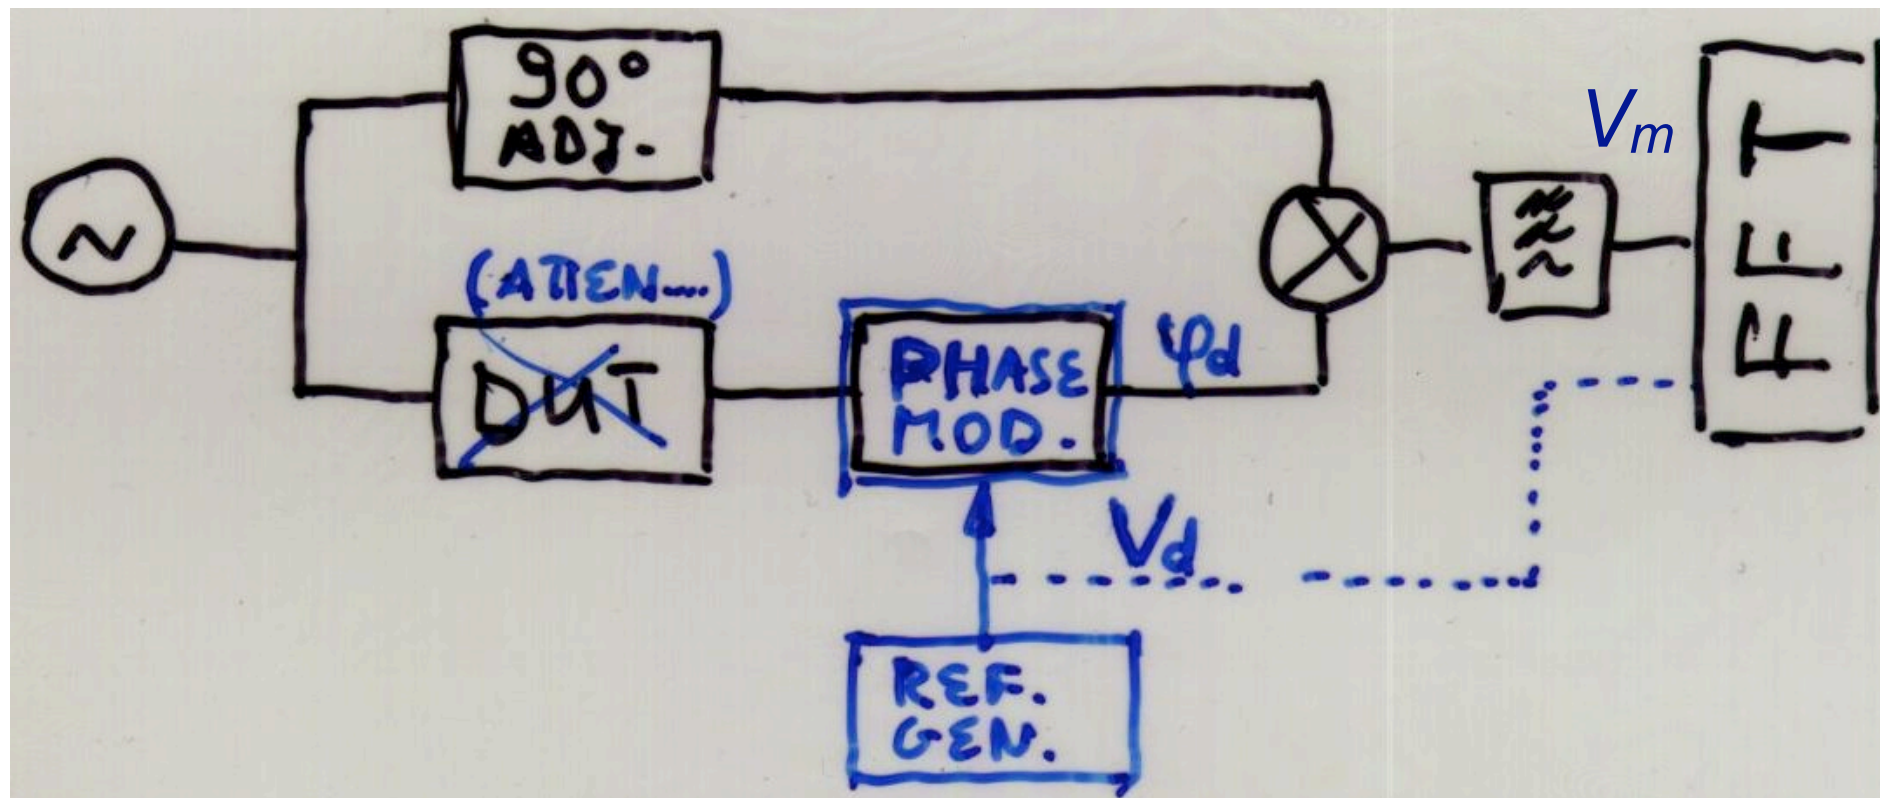 90°
ADJ.
Vm
FFT
(ATTEN....)
DUT
PHASE
MOD.
φd
Vd
REF.
GEN.